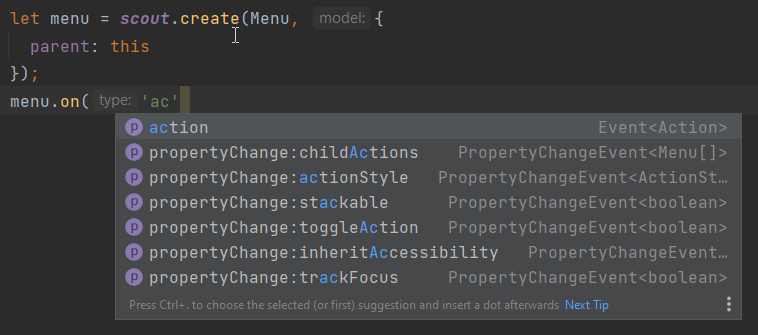 let menu = scout.create(Menu, model: {
parent: this
});
menu.on( type: 'ac'
p action Event<Action>
p propertyChange:childActions PropertyChangeEvent<Menu[]>
p propertyChange:actionStyle PropertyChangeEvent<ActionSt…
p propertyChange:stackable PropertyChangeEvent<boolean>
p propertyChange:toggleAction PropertyChangeEvent<boolean>
p propertyChange:inheritAccessibility PropertyChangeEvent…
p propertyChange:trackFocus PropertyChangeEvent<boolean>
Press Ctrl+. to choose the selected (or first) suggestion and insert a dot afterwards Next Tip